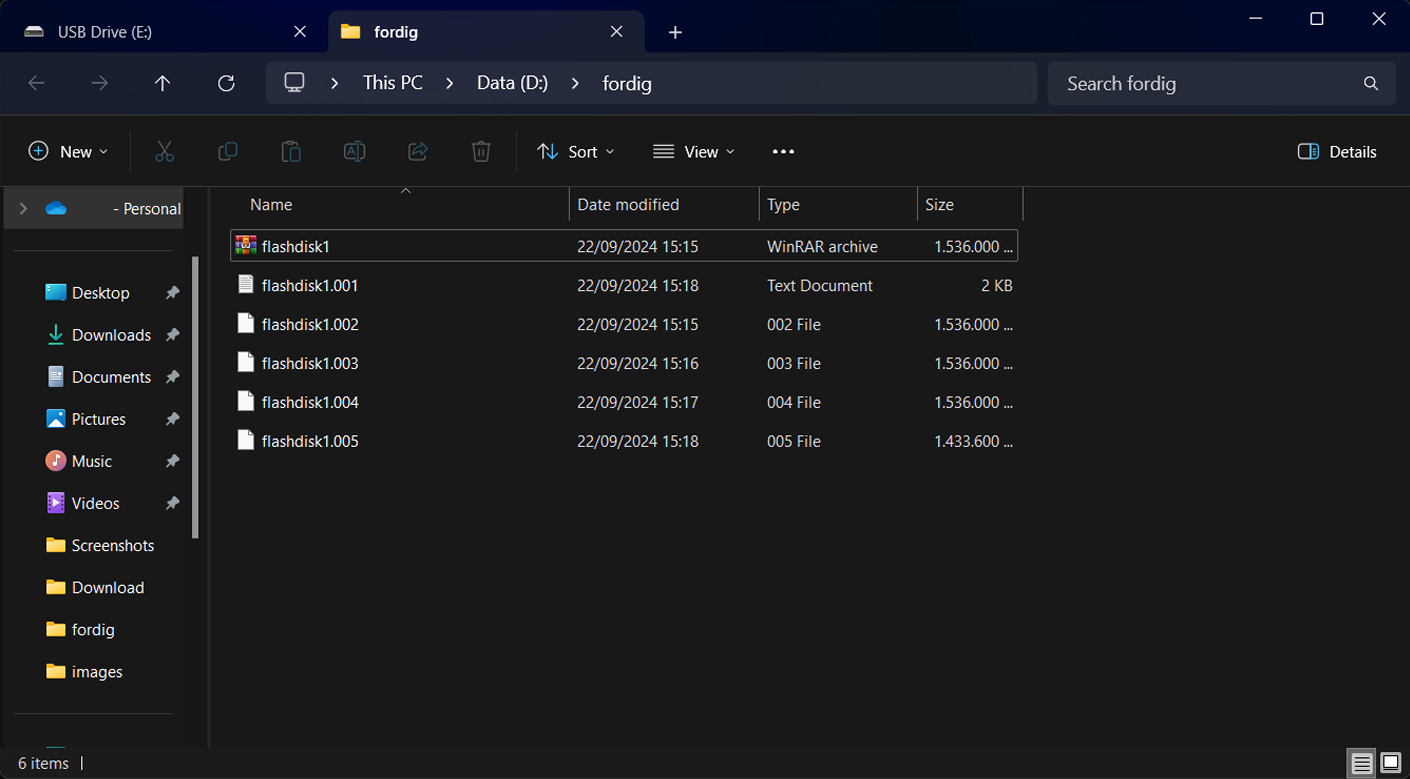 USB Drive (E:) fordig
This PC Data (D:) fordig Search fordig
New Sort View Details
- Personal
Desktop
Downloads
Documents
Pictures
Music
Videos
Screenshots
Download
fordig
images
Name Date modified Type Size
flashdisk1 22/09/2024 15:15 WinRAR archive 1.536.000 ...
flashdisk1.001 22/09/2024 15:18 Text Document 2 KB
flashdisk1.002 22/09/2024 15:15 002 File 1.536.000 ...
flashdisk1.003 22/09/2024 15:16 003 File 1.536.000 ...
flashdisk1.004 22/09/2024 15:17 004 File 1.536.000 ...
flashdisk1.005 22/09/2024 15:18 005 File 1.433.600 ...
6 items